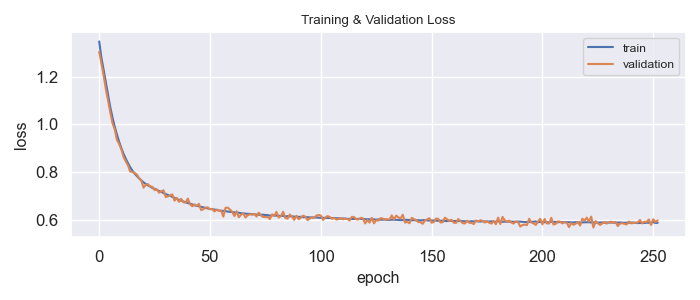 Training & Validation Loss
train
validation
1.2
1.0
0.8
0.6
loss
0 50 100 150 200 250
epoch